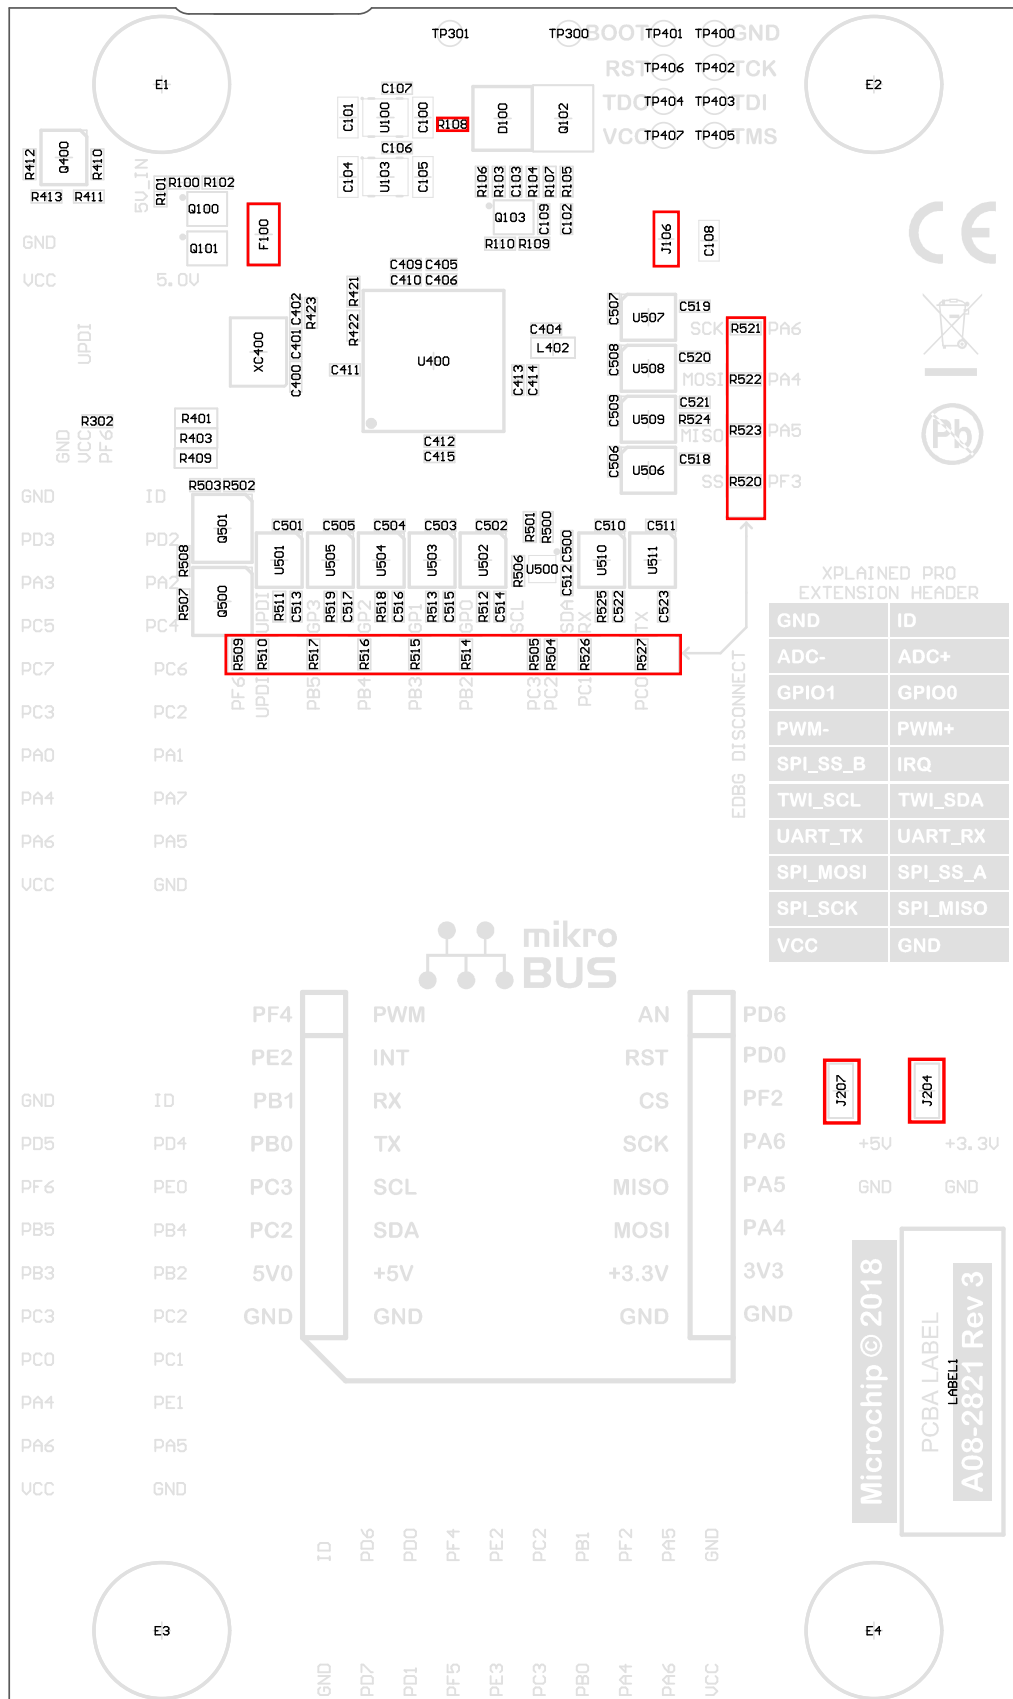 TP301
TP300
BOOT
TP401
TP400
GND
RST
TP406
TP402
TCK
TDO
TP404
TP403
TDI
VCC
TP407
TP405
TMS
E1
E2
C107
C101
U100
C100
R108
D100
Q102
C106
C104
U103
C105
R412
Q400
R410
R413
R411
5V_IN
R101
R100
R102
Q100
Q101
F100
R106
R103
C103
R104
R107
R105
Q103
C109
C102
R110
R109
J106
C108
GND
VCC
5.0V
UPDI
C409
C405
C410
C406
R421
R422
C411
U400
C402
R423
C401
C400
XC400
C404
L402
C413
C414
C412
C415
C507
U507
C519
SCK
R521
PA6
C508
U508
C520
MOSI
R522
PA4
C509
U509
C521
R524
MISO
R523
PA5
C506
U506
C518
SS
R520
PF3
R302
GND
VCC
PF6
R401
R403
R409
R503
R502
GND
ID
PD3
PD2
PA3
PA2
PC5
PC4
PC7
PC6
PC3
PC2
PA0
PA1
PA4
PA7
PA6
PA5
VCC
GND
Q501
R508
R507
Q500
C501
U501
C505
U505
C504
U504
C503
U503
C502
U502
R501
R500
C500
U500
R506
C512
C510
U510
C511
U511
UPDI
R511
C513
R519
GP3
C517
GP2
R518
C516
GP1
R513
C515
GP0
R512
C514
SCL
SDA
RX
R525
C522
TX
C523
R509
R510
R517
R516
R515
R514
R505
R504
R526
R527
PF6
UPDI
PB5
PB4
PB3
PB2
PC3
PC2
PC1
PC0
EDBG DISCONNECT
XPLAINED PRO
EXTENSION HEADER
GND ID
ADC- ADC+
GPIO1 GPIO0
PWM- PWM+
SPI_SS_B IRQ
TWI_SCL TWI_SDA
UART_TX UART_RX
SPI_MOSI SPI_SS_A
SPI_SCK SPI_MISO
VCC GND
Pb
mikro
BUS
PF4 PWM AN PD6
PE2 INT RST PD0
PB1 RX CS PF2
PB0 TX SCK PA6
PC3 SCL MISO PA5
PC2 SDA MOSI PA4
5V0 +5V +3.3V 3V3
GND GND GND GND
J207
J204
+5V
+3.3V
GND
GND
GND ID
PD5 PD4
PF6 PE0
PB5 PB4
PB3 PB2
PC3 PC2
PC0 PC1
PA4 PE1
PA6 PA5
VCC GND
Microchip © 2018
PCBA LABEL
LABEL1
A08-2821 Rev 3
ID
PD6
PD0
PF4
PE2
PC2
PB1
PF2
PA5
GND
E3
E4
GND
PD7
PD1
PF5
PE3
PC3
PB0
PA4
PA6
VCC